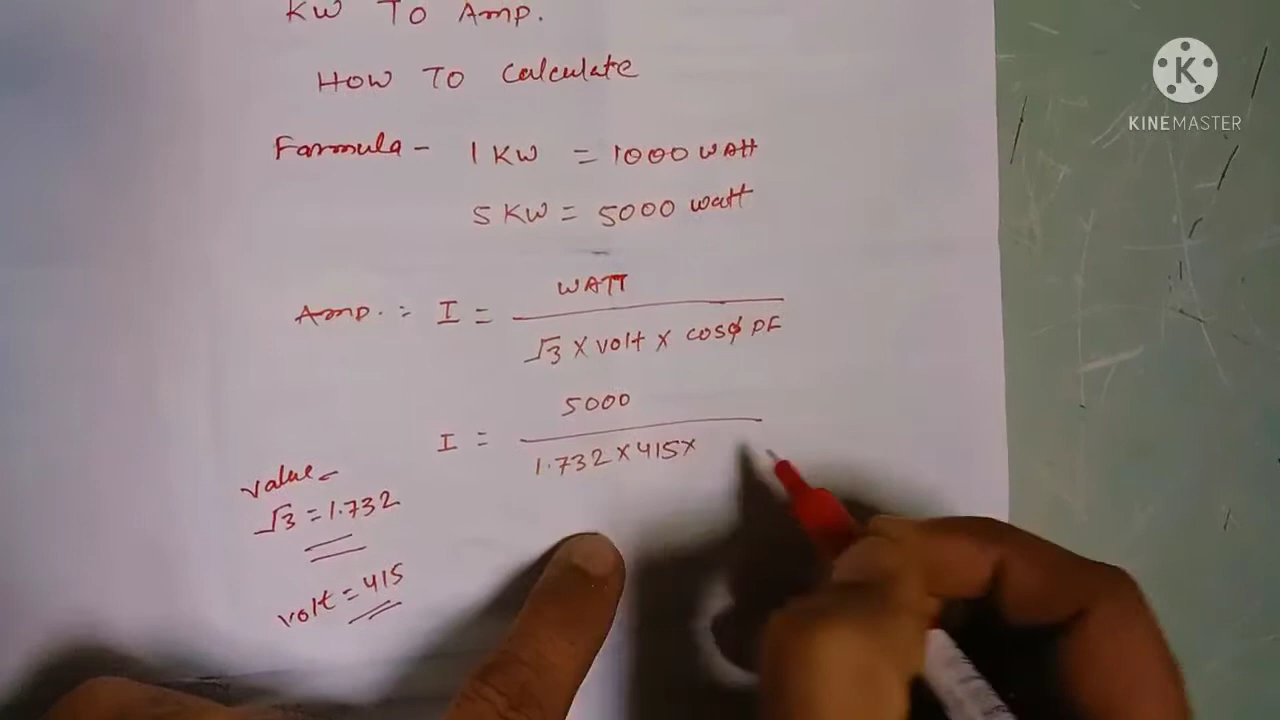 KW To Amp.
HOW TO Calculate
Farmula - 1 KW = 1000 WATT
5 KW = 5000 watt
Amp. = I = WATT
√3 × volt × cosϕ PF
I = 5000
1.732 × 415 ×
value -
√3 = 1.732
volt = 415
K
KINEMASTER